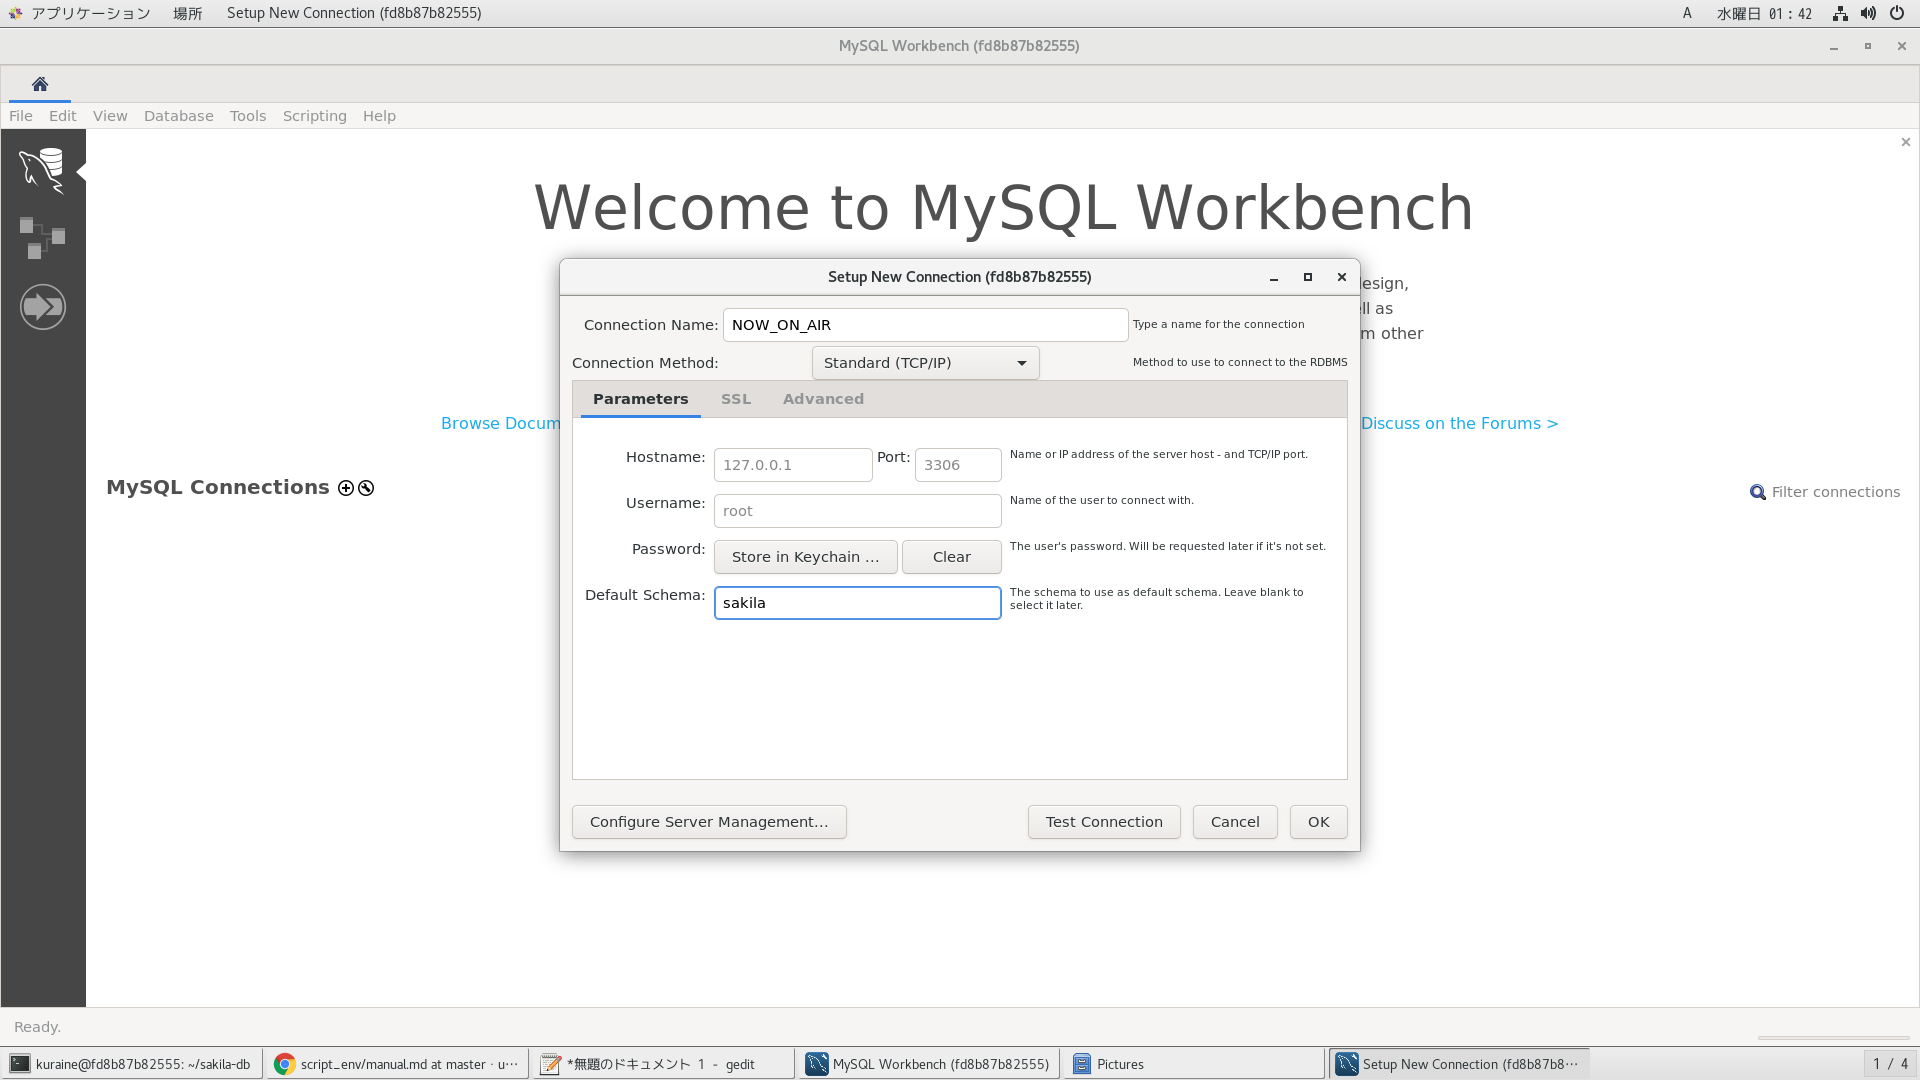 アプリケーション 場所 Setup New Connection (fd8b87b82555) A 水曜日 01：42
MySQL Workbench (fd8b87b82555)
File Edit View Database Tools Scripting Help
Welcome to MySQL Workbench
esign,
ll as
m other
Browse Docum
Discuss on the Forums >
MySQL Connections
Filter connections
Setup New Connection (fd8b87b82555)
Connection Name: NOW_ON_AIR Type a name for the connection
Connection Method: Standard (TCP/IP) Method to use to connect to the RDBMS
Parameters SSL Advanced
Hostname: 127.0.0.1 Port: 3306 Name or IP address of the server host - and TCP/IP port.
Username: root Name of the user to connect with.
Password: Store in Keychain ... Clear The user's password. Will be requested later if it's not set.
Default Schema: sakila The schema to use as default schema. Leave blank to
select it later.
Configure Server Management... Test Connection Cancel OK
Ready.
kuraine@fd8b87b82555: ~/sakila-db script_env/manual.md at master · u… *無題のドキュメント 1 - gedit MySQL Workbench (fd8b87b82555) Pictures Setup New Connection (fd8b87b8… 1 / 4